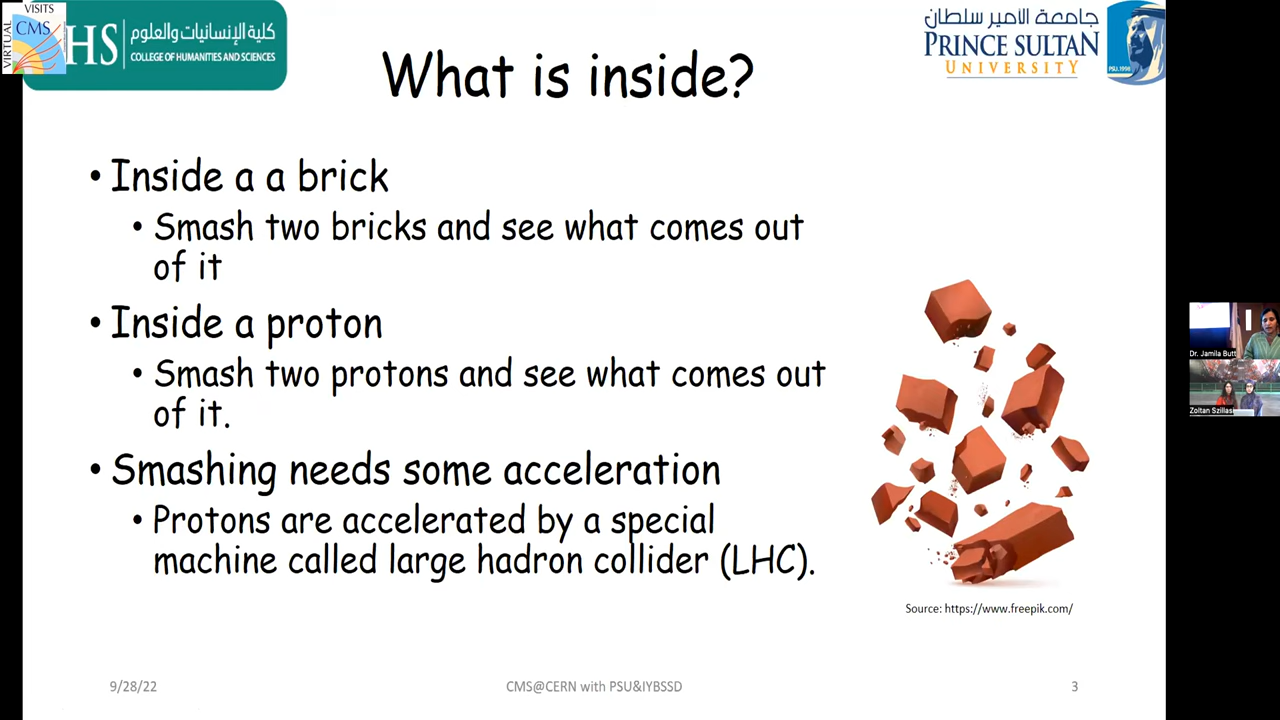 VISITS
CMS
VIRTUAL
HS
كلية الإنسانيات والعلوم
COLLEGE OF HUMANITIES AND SCIENCES
What is inside?
جامعة الأمير سلطان
PRINCE SULTAN
UNIVERSITY
PSU.1998
• Inside a a brick
• Smash two bricks and see what comes out
of it
• Inside a proton
• Smash two protons and see what comes out
of it.
• Smashing needs some acceleration
• Protons are accelerated by a special
machine called large hadron collider (LHC).
Source: https://www.freepik.com/
Dr. Jamila Butt
Zoltan Szillasi
9/28/22
CMS@CERN with PSU&IYBSSD
3